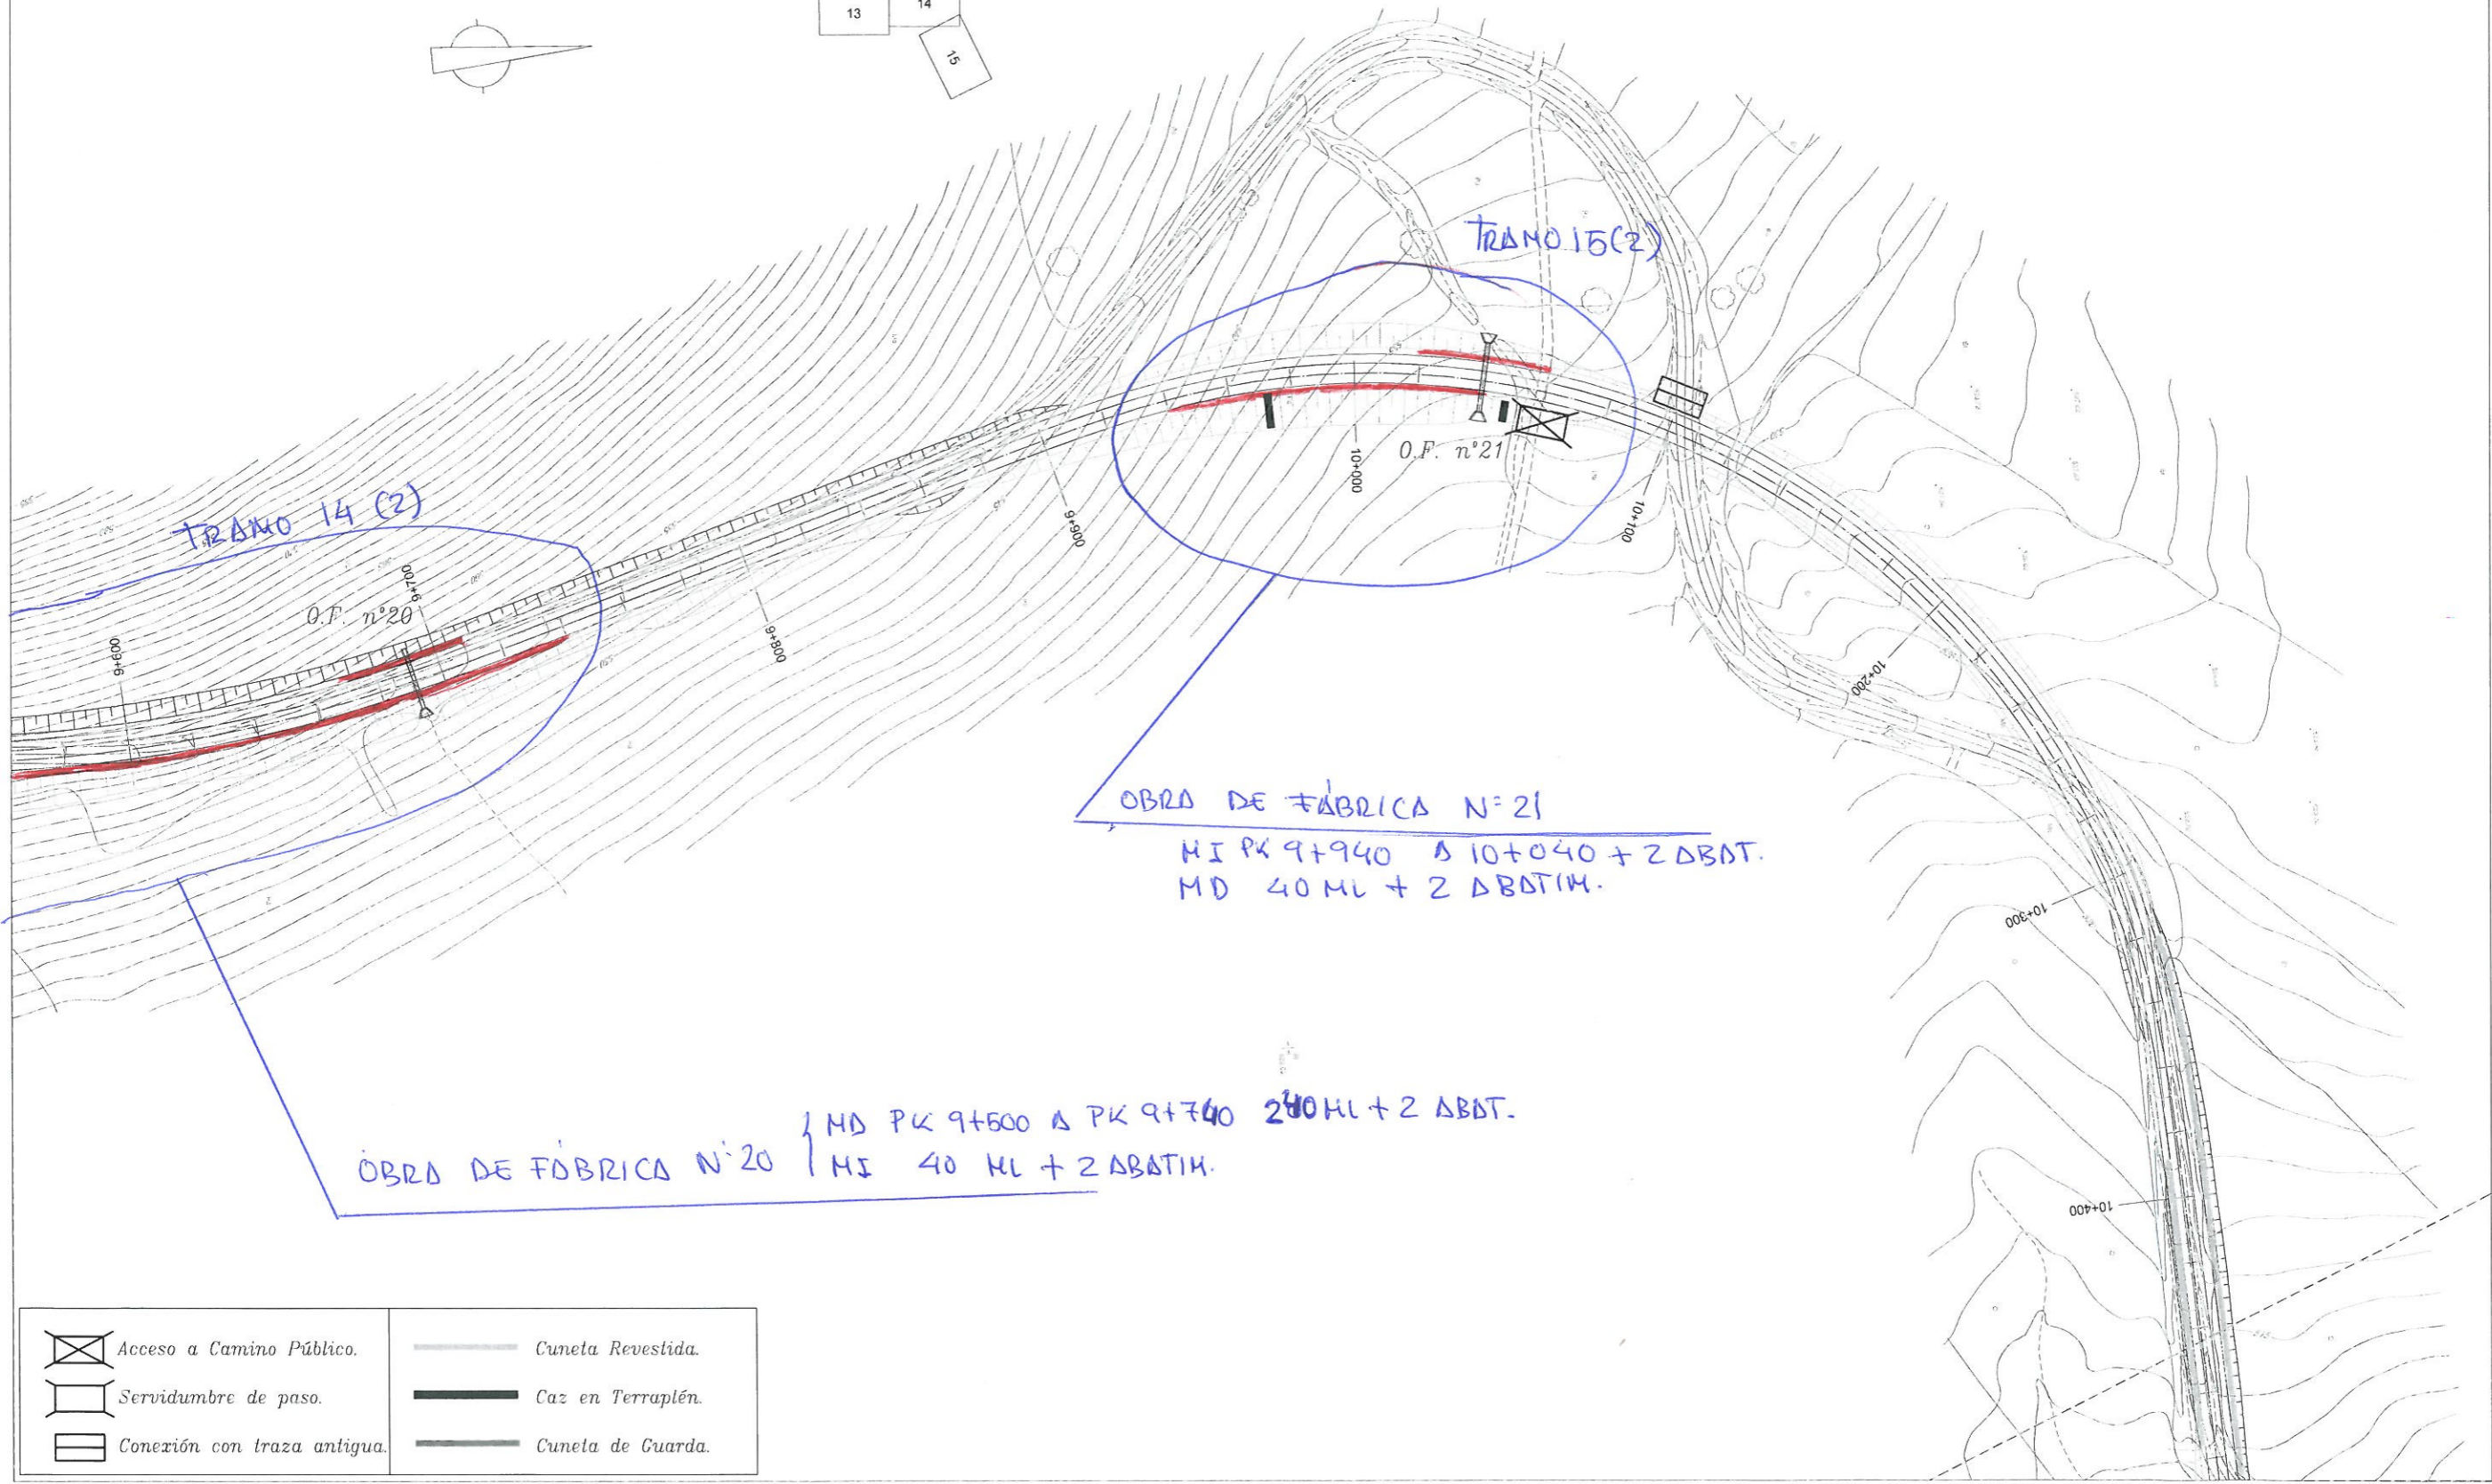 13
14
15
TRAMO 15(2)
O.F. nº21
10+000
10+100
9+900
TRAMO 14 (2)
9+700
O.F. nº20
9+600
9+800
10+200
OBRA DE FÁBRICA Nº 21
MI PK 9+940 A 10+040 + 2 ABAT.
MD 40 ML + 2 ABATIM.
10+300
MD PK 9+500 A PK 9+740 240 ML + 2 ABAT.
OBRA DE FÁBRICA Nº 20
MI 40 ML + 2 ABATIM.
10+400
Acceso a Camino Público.
Servidumbre de paso.
Conexión con traza antigua.
Cuneta Revestida.
Caz en Terraplén.
Cuneta de Guarda.